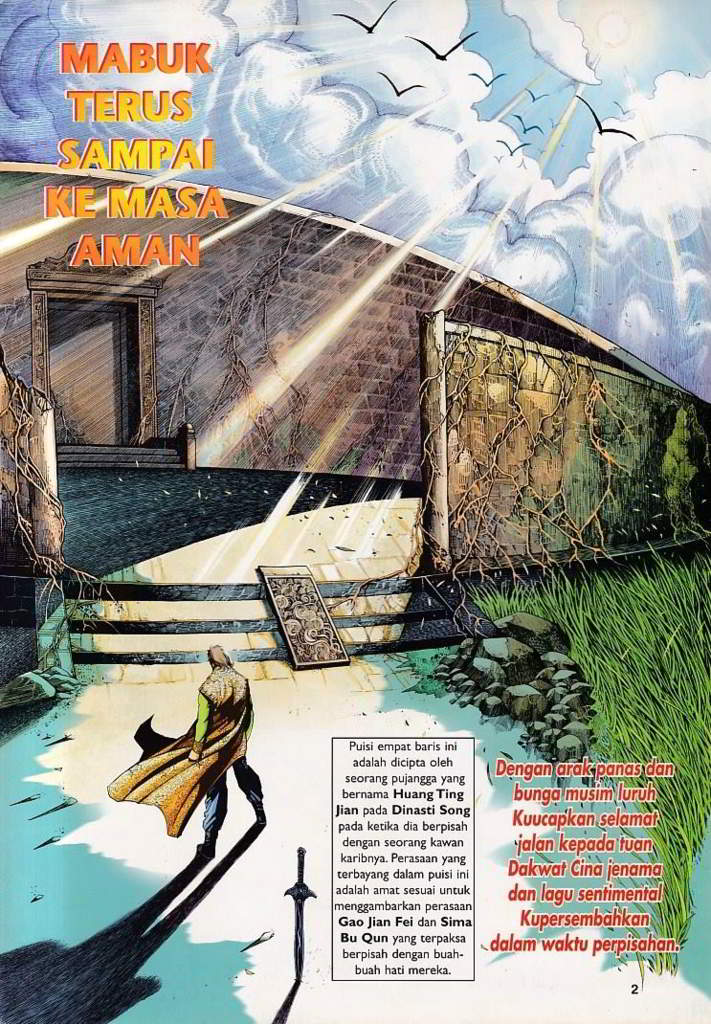 MABUK
TERUS
SAMPAI
KE MASA
AMAN
Puisi empat baris ini
adalah dicipta oleh
seorang pujangga yang
bernama Huang Ting
Jian pada Dinasti Song
pada ketika dia berpisah
dengan seorang kawan
karibnya. Perasaan yang
terbayang dalam puisi ini
adalah amat sesuai untuk
menggambarkan perasaan
Gao Jian Fei dan Sima
Bu Qun yang terpaksa
berpisah dengan buah-
buah hati mereka.
Dengan arak panas dan
bunga musim luruh
Kuucapkan selamat
jalan kepada tuan
Dakwat Cina jenama
dan lagu sentimental
Kupersembahkan
dalam waktu perpisahan.
2